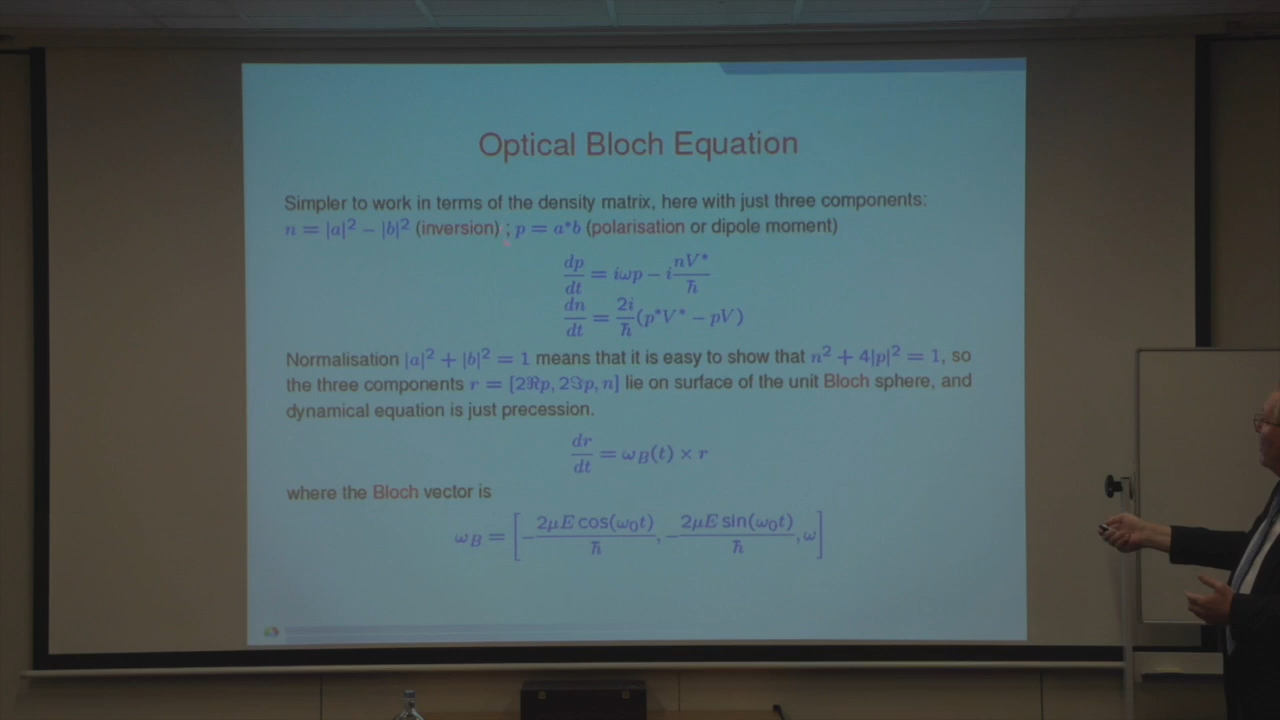 Optical Bloch Equation
Simpler to work in terms of the density matrix, here with just three components:
n = |a|² − |b|² (inversion) ; p = a*b (polarisation or dipole moment)
dp/dt = iωp − i nV*/ħ
dn/dt = 2i/ħ (p*V* − pV)
Normalisation |a|² + |b|² = 1 means that it is easy to show that n² + 4|p|² = 1, so
the three components r = [2ℜp, 2ℑp, n] lie on surface of the unit Bloch sphere, and
dynamical equation is just precession.
dr/dt = ω_B(t) × r
where the Bloch vector is
ω_B = [−2μE cos(ω₀t)/ħ, −2μE sin(ω₀t)/ħ, ω]